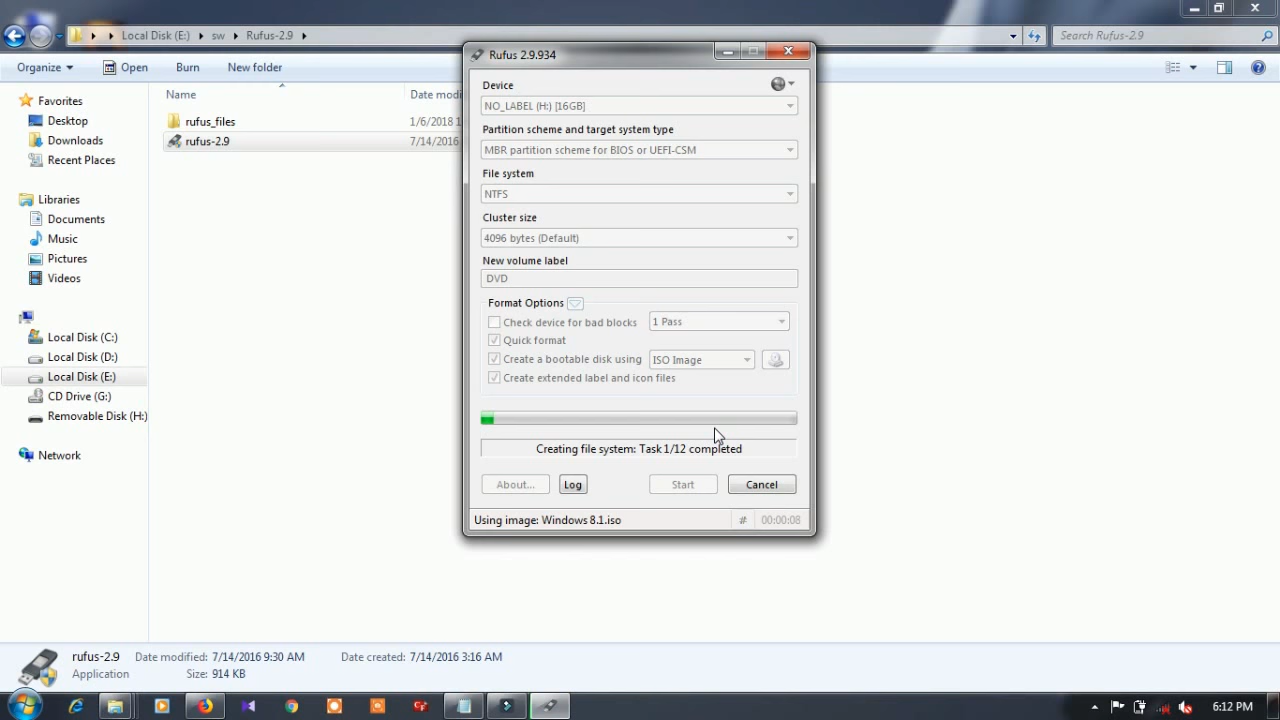 Local Disk (E:) sw Rufus-2.9
Search Rufus-2.9
Organize Open Burn New folder
Favorites
Desktop
Downloads
Recent Places
Libraries
Documents
Music
Pictures
Videos
Local Disk (C:)
Local Disk (D:)
Local Disk (E:)
CD Drive (G:)
Removable Disk (H:)
Network
Name Date modi
rufus_files 1/6/2018 1
rufus-2.9 7/14/2016
Rufus 2.9.934
Device
NO_LABEL (H:) [16GB]
Partition scheme and target system type
MBR partition scheme for BIOS or UEFI-CSM
File system
NTFS
Cluster size
4096 bytes (Default)
New volume label
DVD
Format Options
Check device for bad blocks 1 Pass
Quick format
Create a bootable disk using ISO Image
Create extended label and icon files
Creating file system: Task 1/12 completed
About... Log Start Cancel
Using image: Windows 8.1.iso # 00:00:08
rufus-2.9 Date modified: 7/14/2016 9:30 AM Date created: 7/14/2016 3:16 AM
Application Size: 914 KB
6:12 PM